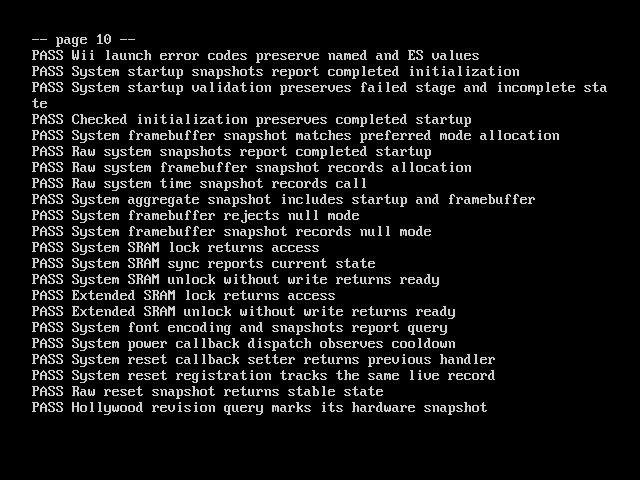 -- page 10 --
PASS Wii launch error codes preserve named and ES values
PASS System startup snapshots report completed initialization
PASS System startup validation preserves failed stage and incomplete sta
te
PASS Checked initialization preserves completed startup
PASS System framebuffer snapshot matches preferred mode allocation
PASS Raw system snapshots report completed startup
PASS Raw system framebuffer snapshot records allocation
PASS Raw system time snapshot records call
PASS System aggregate snapshot includes startup and framebuffer
PASS System framebuffer rejects null mode
PASS System framebuffer snapshot records null mode
PASS System SRAM lock returns access
PASS System SRAM sync reports current state
PASS System SRAM unlock without write returns ready
PASS Extended SRAM lock returns access
PASS Extended SRAM unlock without write returns ready
PASS System font encoding and snapshots report query
PASS System power callback dispatch observes cooldown
PASS System reset callback setter returns previous handler
PASS System reset registration tracks the same live record
PASS Raw reset snapshot returns stable state
PASS Hollywood revision query marks its hardware snapshot